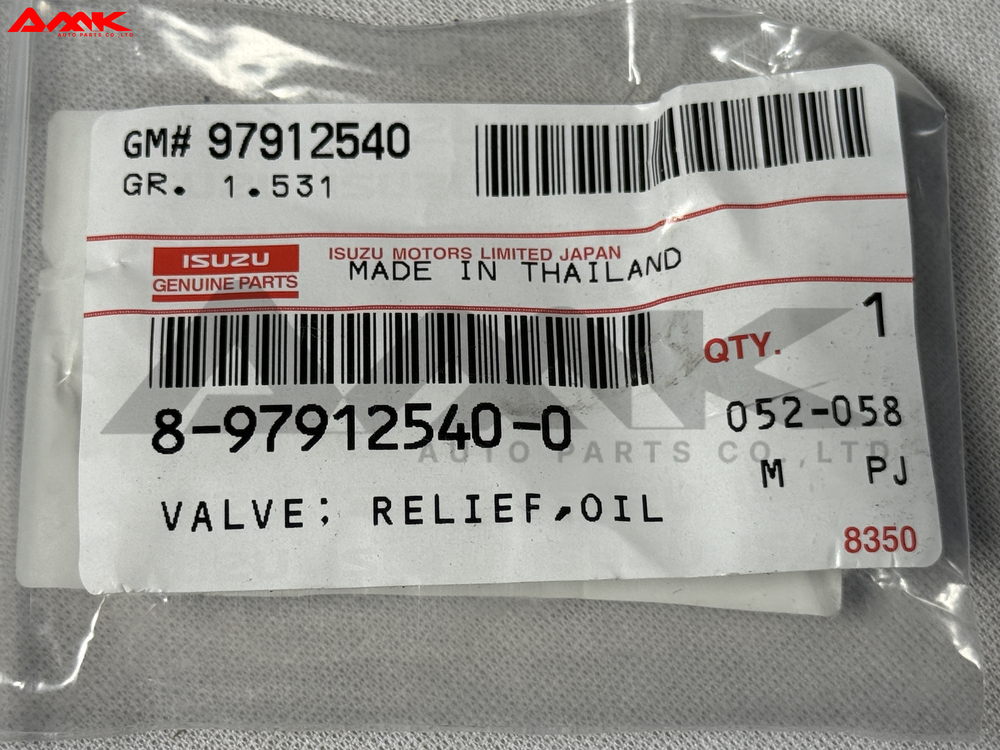 AMK
AUTO PARTS CO.,LTD
GM# 97912540
GR. 1.531
ISUZU
GENUINE PARTS
ISUZU MOTORS LIMITED JAPAN
MADE IN THAILAND
QTY. 1
8-97912540-0
052-058
AMK
AUTO PARTS CO.,LTD
M PJ
VALVE; RELIEF,OIL
8350